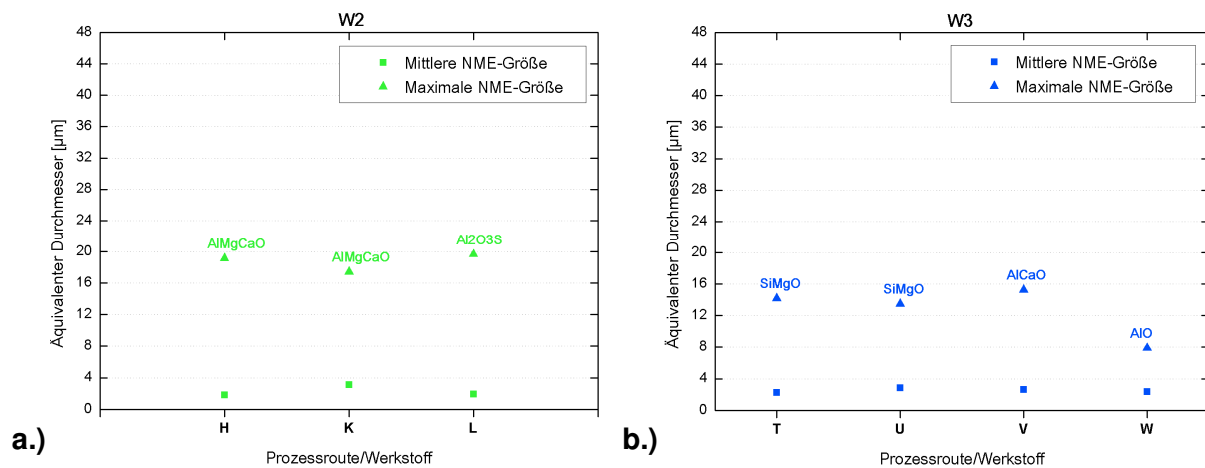 W2
48
44
40
36
32
28
24
20
16
12
8
4
0
Äquivalenter Durchmesser [µm]
Mittlere NME-Größe
Maximale NME-Größe
AlMgCaO
AlMgCaO
Al2O3S
H K L
Prozessroute/Werkstoff
a.)
W3
48
44
40
36
32
28
24
20
16
12
8
4
0
Äquivalenter Durchmesser [µm]
Mittlere NME-Größe
Maximale NME-Größe
SiMgO
SiMgO
AlCaO
AlO
T U V W
Prozessroute/Werkstoff
b.)